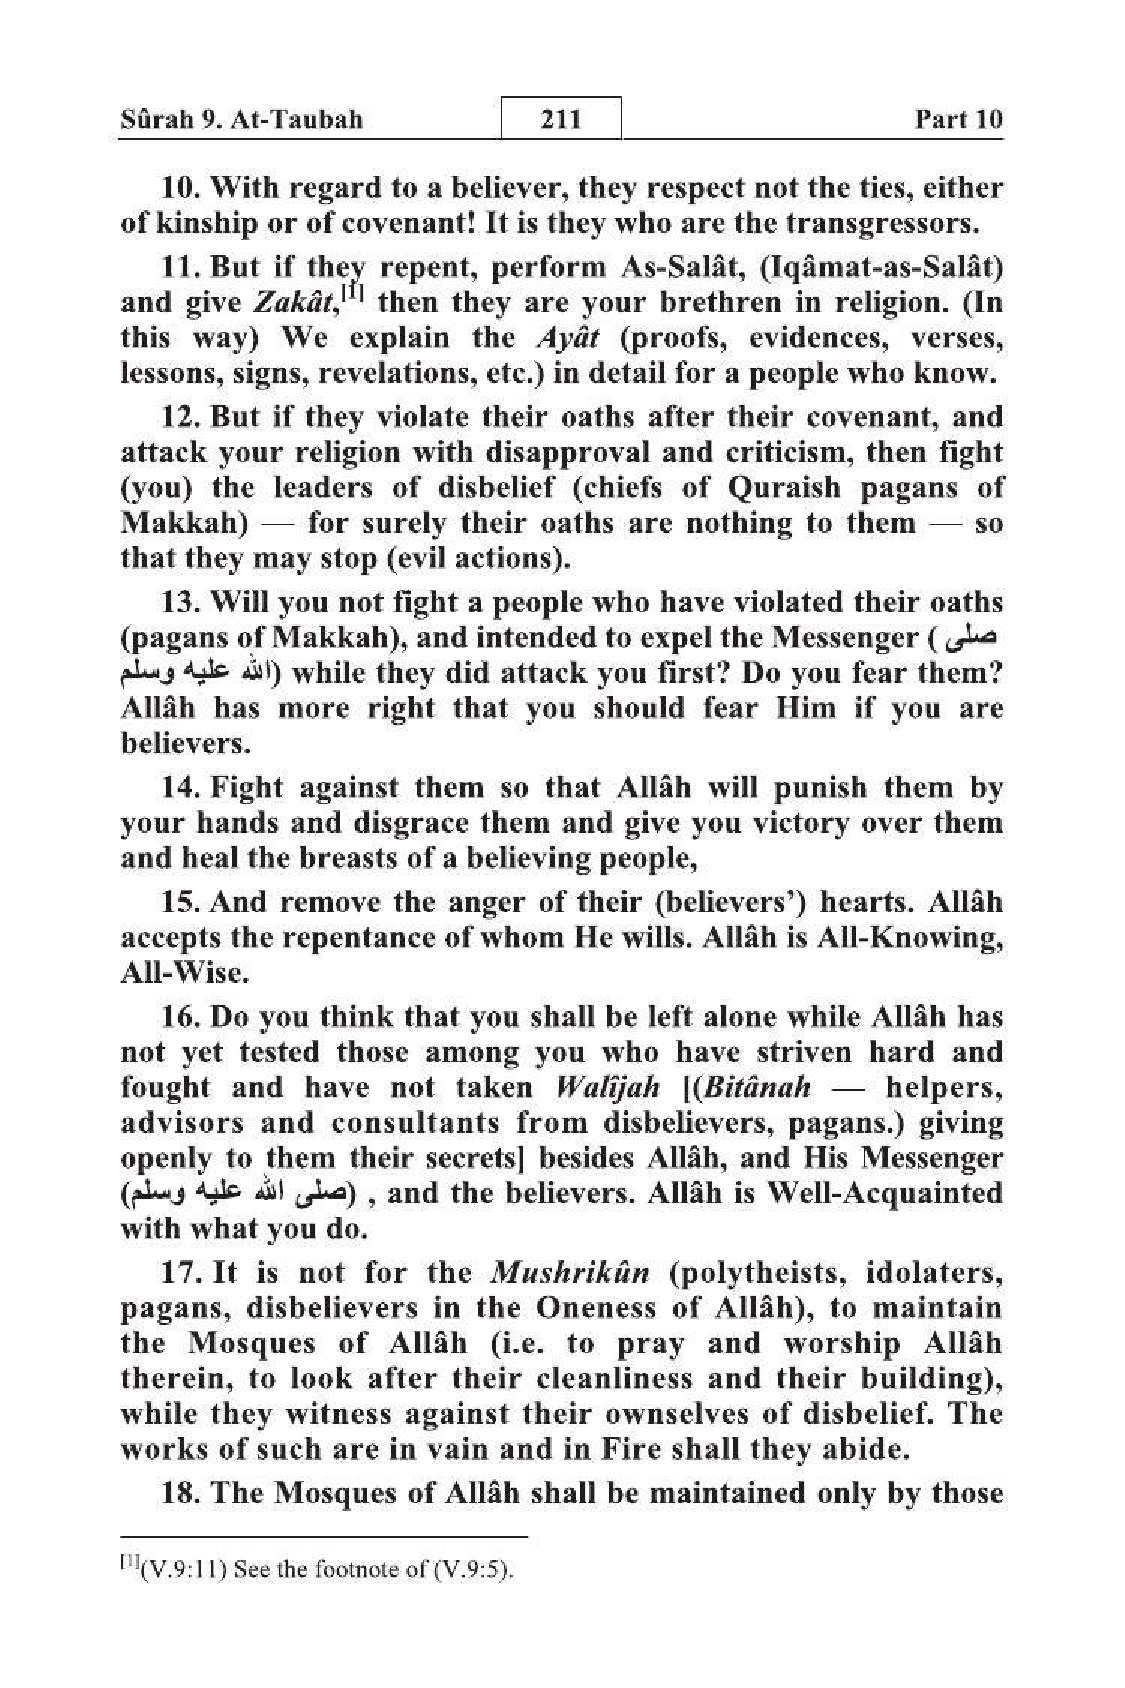 Sûrah 9. At-Taubah 211 Part 10
10. With regard to a believer, they respect not the ties, either
of kinship or of covenant! It is they who are the transgressors.
11. But if they repent, perform As-Salât, (Iqâmat-as-Salât)
and give Zakât,[1] then they are your brethren in religion. (In
this way) We explain the Ayât (proofs, evidences, verses,
lessons, signs, revelations, etc.) in detail for a people who know.
12. But if they violate their oaths after their covenant, and
attack your religion with disapproval and criticism, then fight
(you) the leaders of disbelief (chiefs of Quraish pagans of
Makkah) — for surely their oaths are nothing to them — so
that they may stop (evil actions).
13. Will you not fight a people who have violated their oaths
(pagans of Makkah), and intended to expel the Messenger (صلى
الله عليه وسلم) while they did attack you first? Do you fear them?
Allâh has more right that you should fear Him if you are
believers.
14. Fight against them so that Allâh will punish them by
your hands and disgrace them and give you victory over them
and heal the breasts of a believing people,
15. And remove the anger of their (believers’) hearts. Allâh
accepts the repentance of whom He wills. Allâh is All-Knowing,
All-Wise.
16. Do you think that you shall be left alone while Allâh has
not yet tested those among you who have striven hard and
fought and have not taken Walîjah [(Bitânah — helpers,
advisors and consultants from disbelievers, pagans.) giving
openly to them their secrets] besides Allâh, and His Messenger
(صلى الله عليه وسلم) , and the believers. Allâh is Well-Acquainted
with what you do.
17. It is not for the Mushrikûn (polytheists, idolaters,
pagans, disbelievers in the Oneness of Allâh), to maintain
the Mosques of Allâh (i.e. to pray and worship Allâh
therein, to look after their cleanliness and their building),
while they witness against their ownselves of disbelief. The
works of such are in vain and in Fire shall they abide.
18. The Mosques of Allâh shall be maintained only by those
[1](V.9:11) See the footnote of (V.9:5).